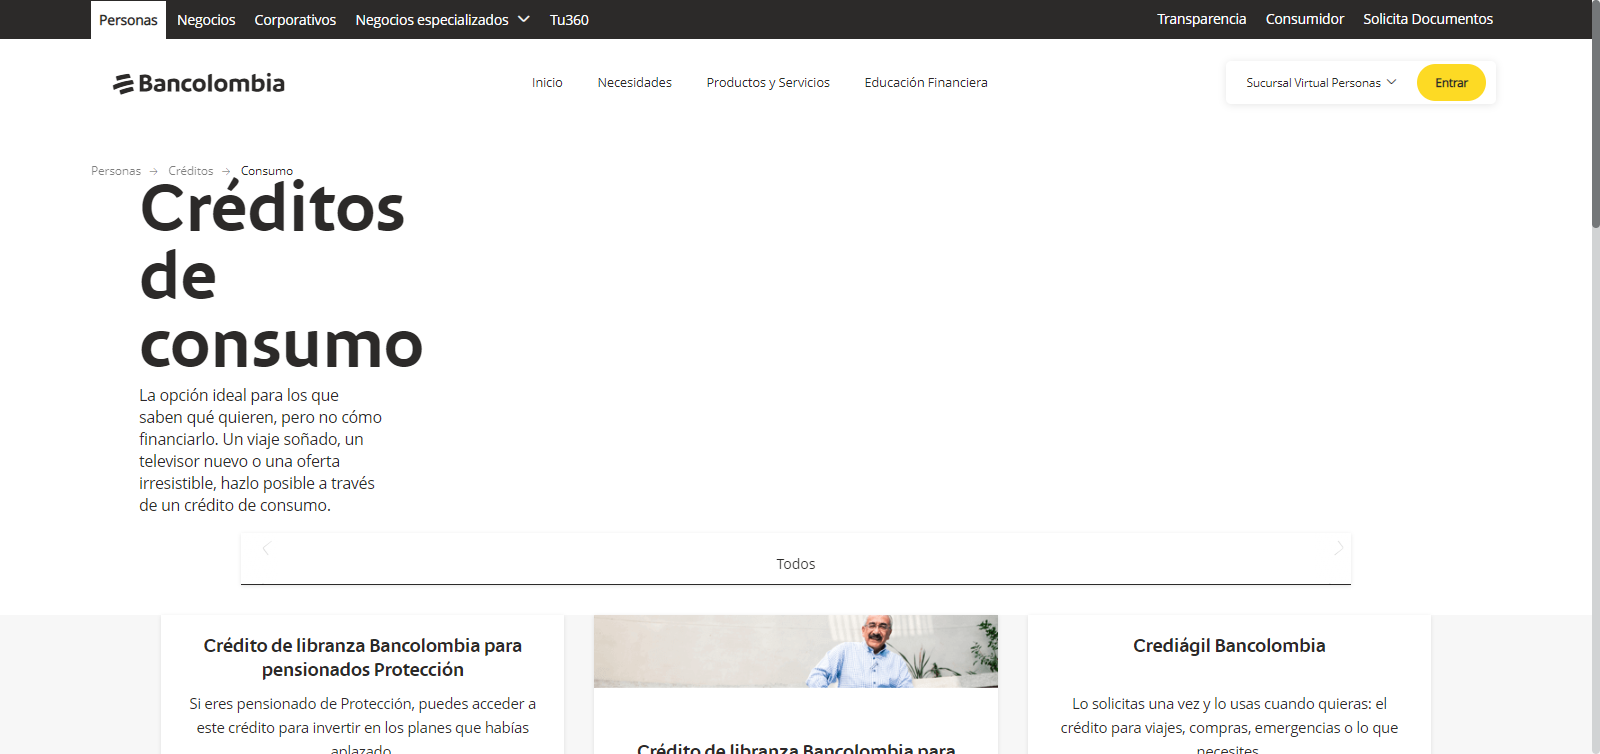 Personas Negocios Corporativos Negocios especializados Tu360 Transparencia Consumidor Solicita Documentos
Bancolombia Inicio Necesidades Productos y Servicios Educación Financiera Sucursal Virtual Personas Entrar
Personas → Créditos → Consumo
Créditos
de
consumo
La opción ideal para los que
saben qué quieren, pero no cómo
financiarlo. Un viaje soñado, un
televisor nuevo o una oferta
irresistible, hazlo posible a través
de un crédito de consumo.
Todos
Crédito de libranza Bancolombia para
pensionados Protección
Si eres pensionado de Protección, puedes acceder a
este crédito para invertir en los planes que habías
aplazado.
Crédito de libranza Bancolombia para
Crediágil Bancolombia
Lo solicitas una vez y lo usas cuando quieras: el
crédito para viajes, compras, emergencias o lo que
necesites.